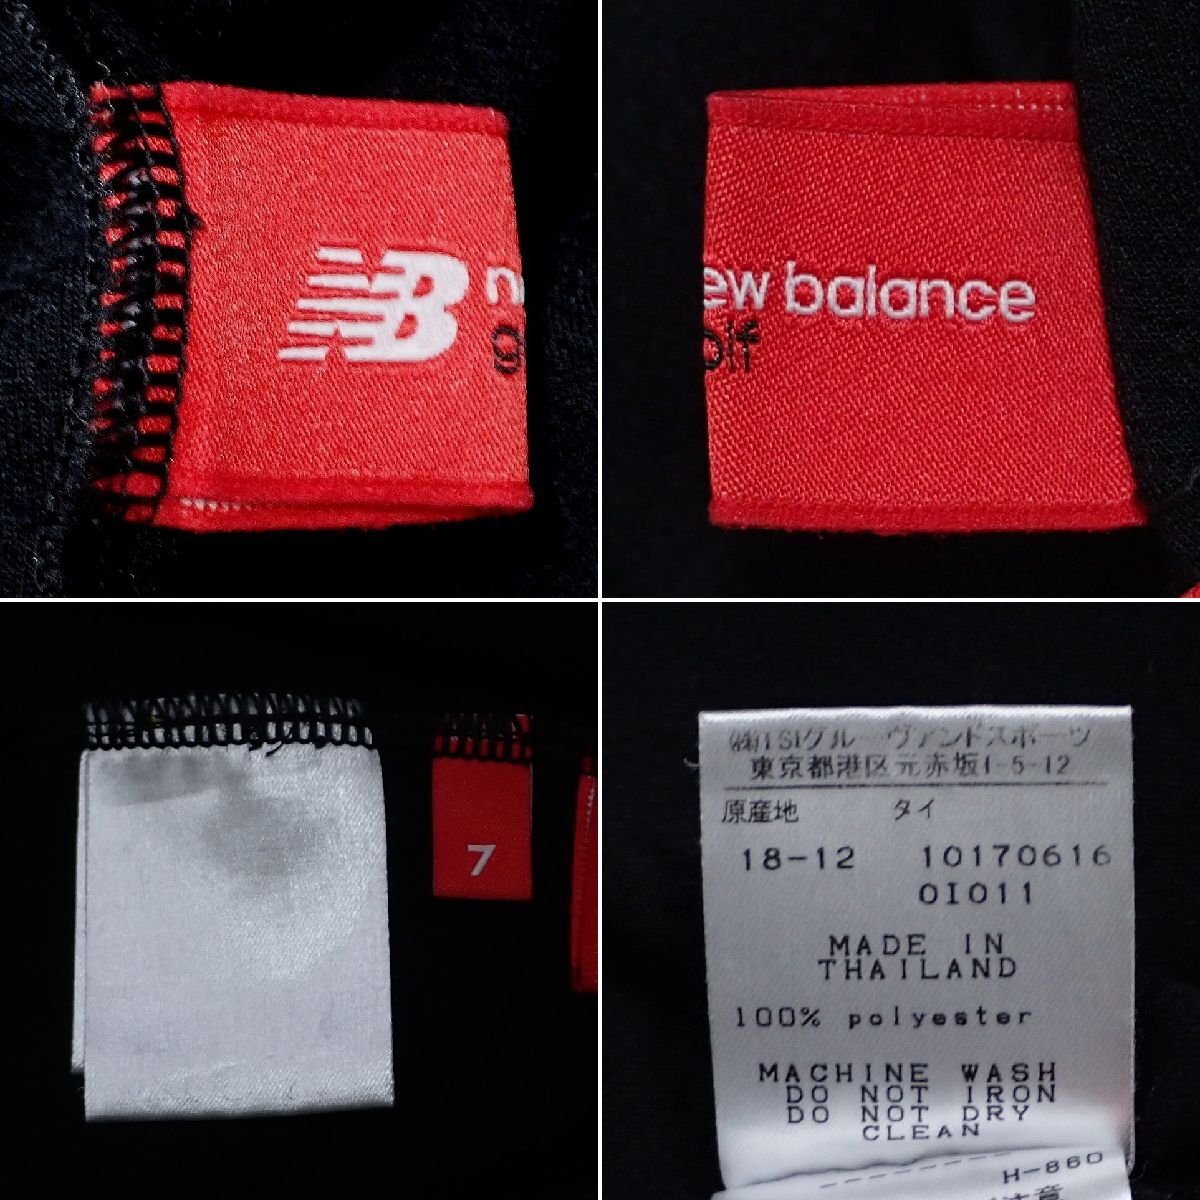 NB n
g
ew balance
olf
7
㈱TSIグルーヴアンドスポーツ
東京都港区元赤坂1-5-12
原産地 タイ
18-12 10170616
01011
MADE IN
THAILAND
100% polyester
MACHINE WASH
DO NOT IRON
DO NOT DRY
CLEAN
H-860